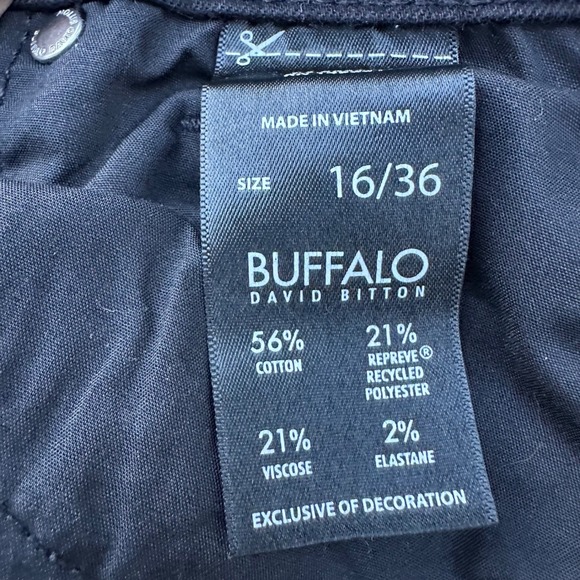 MADE IN VIETNAM
SIZE 16/36
BUFFALO
DAVID BITTON
56% COTTON
21% REPREVE® RECYCLED POLYESTER
21% VISCOSE
2% ELASTANE
EXCLUSIVE OF DECORATION